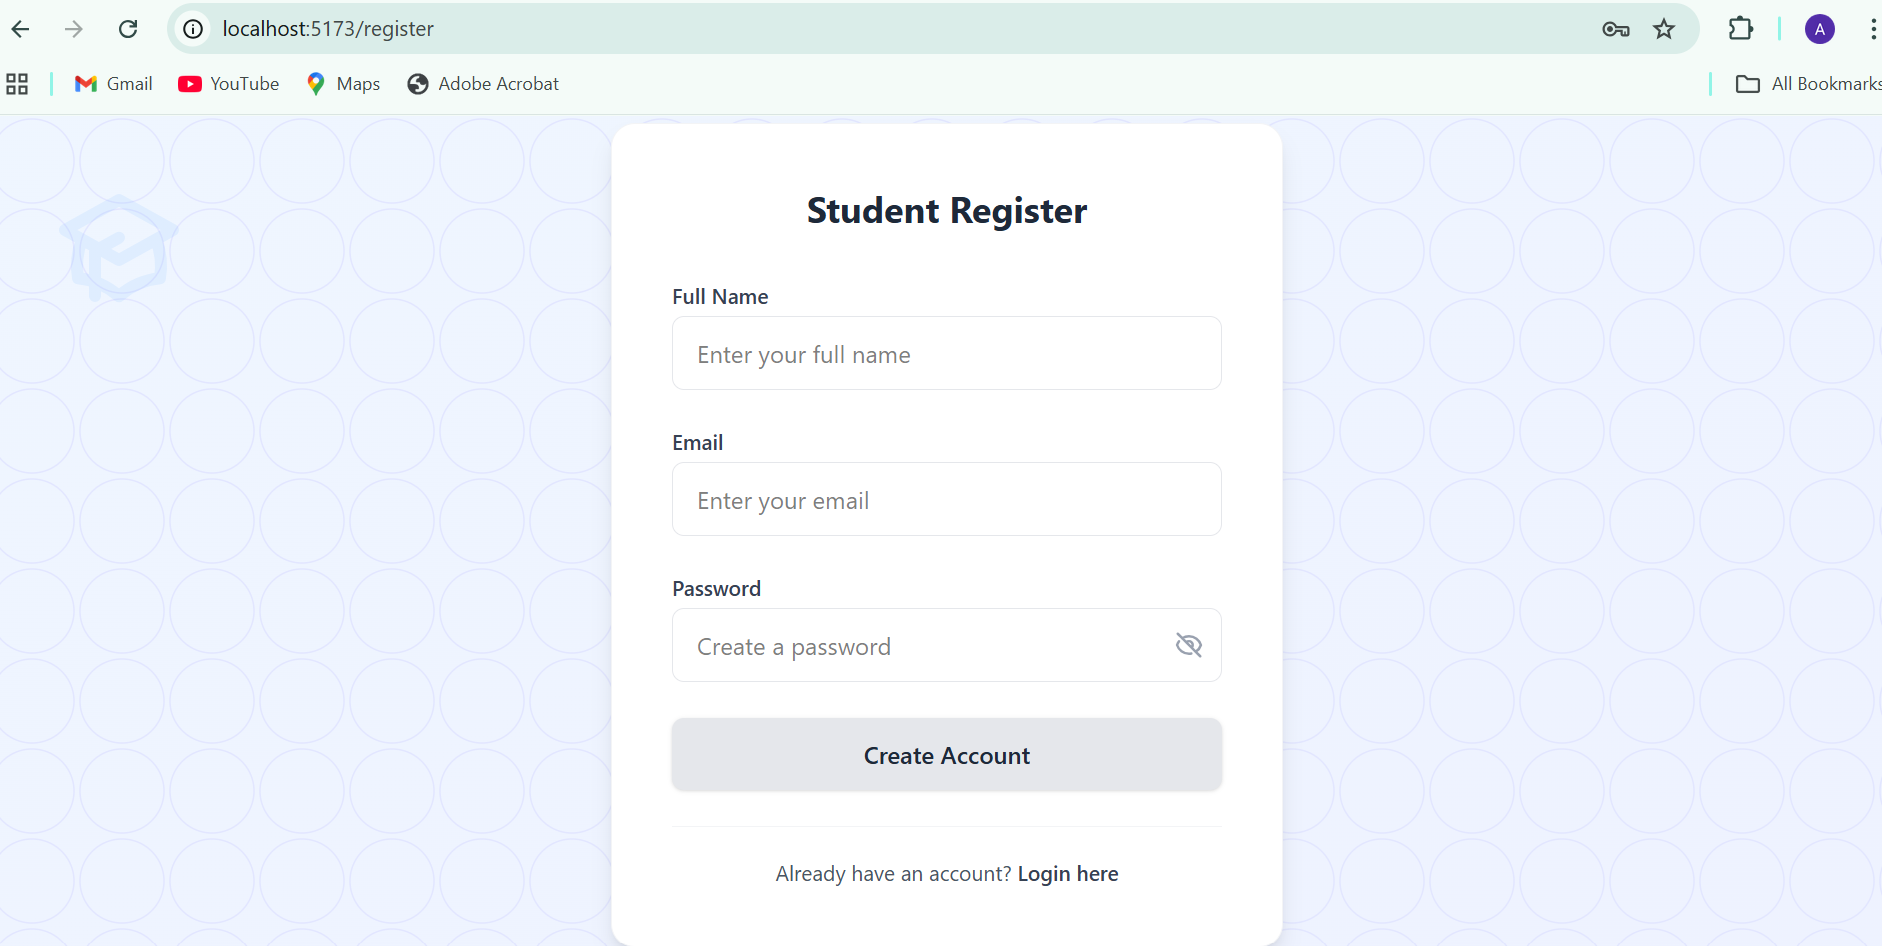 localhost:5173/register
A
Gmail
YouTube
Maps
Adobe Acrobat
All Bookmarks
Student Register
Full Name
Enter your full name
Email
Enter your email
Password
Create a password
Create Account
Already have an account? Login here